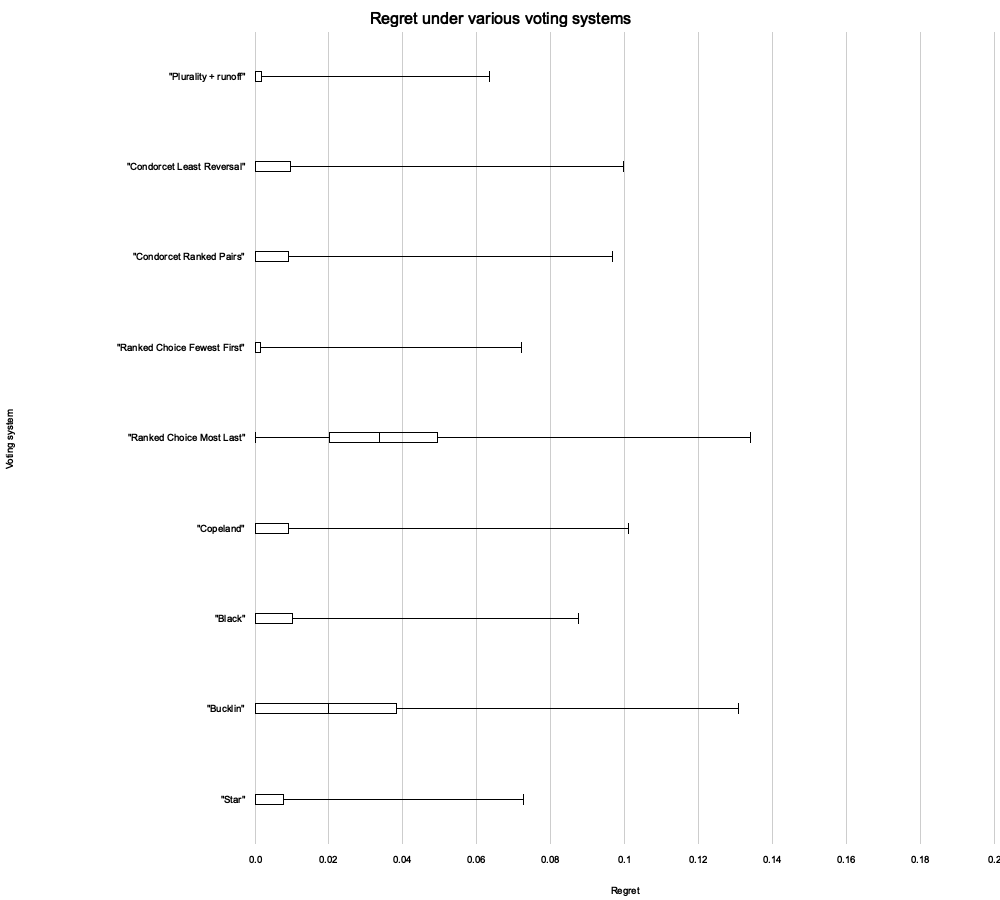 Regret under various voting systems
"Plurality + runoff"
"Condorcet Least Reversal"
"Condorcet Ranked Pairs"
"Ranked Choice Fewest First"
"Ranked Choice Most Last"
"Copeland"
"Black"
"Bucklin"
"Star"
Voting system
0.0 0.02 0.04 0.06 0.08 0.1 0.12 0.14 0.16 0.18 0.2
Regret